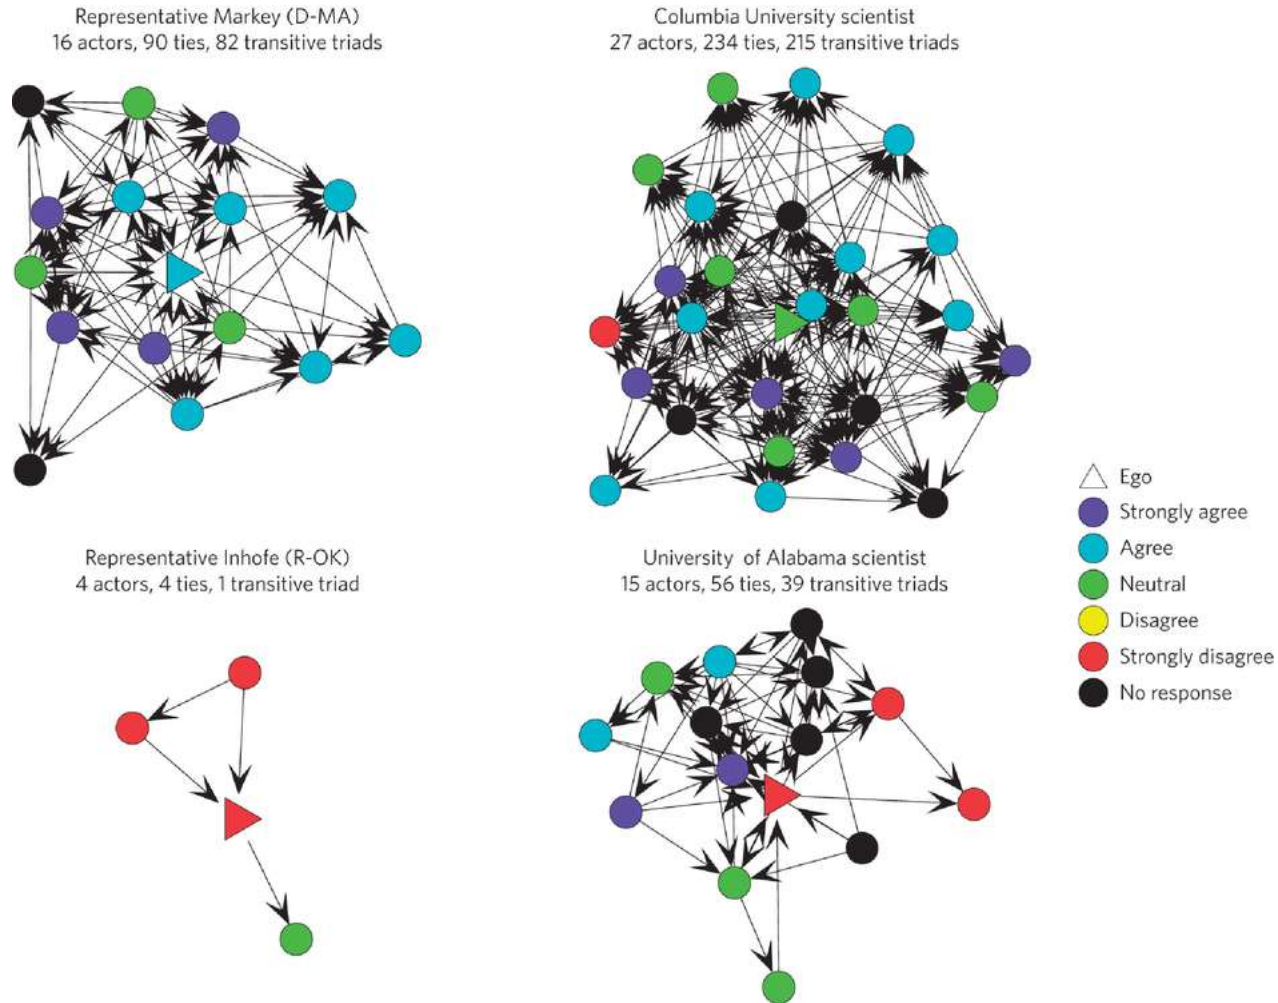 Representative Markey (D-MA)
16 actors, 90 ties, 82 transitive triads
Columbia University scientist
27 actors, 234 ties, 215 transitive triads
Representative Inhofe (R-OK)
4 actors, 4 ties, 1 transitive triad
University of Alabama scientist
15 actors, 56 ties, 39 transitive triads
Ego
Strongly agree
Agree
Neutral
Disagree
Strongly disagree
No response